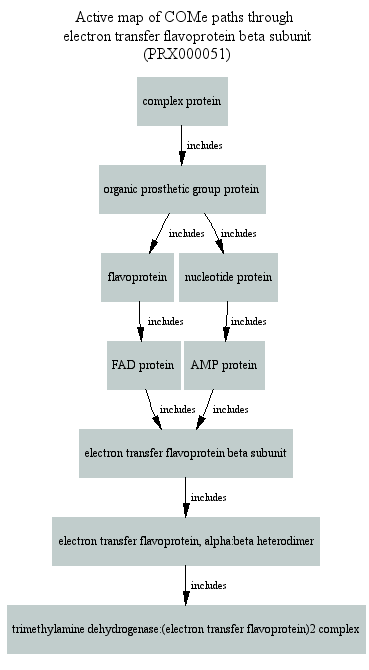 Active map of COMe paths through
electron transfer flavoprotein beta subunit
(PRX000051)
complex protein
includes
organic prosthetic group protein
includes includes
flavoprotein nucleotide protein
includes includes
FAD protein AMP protein
includes includes
electron transfer flavoprotein beta subunit
includes
electron transfer flavoprotein, alpha:beta heterodimer
includes
trimethylamine dehydrogenase:(electron transfer flavoprotein)2 complex